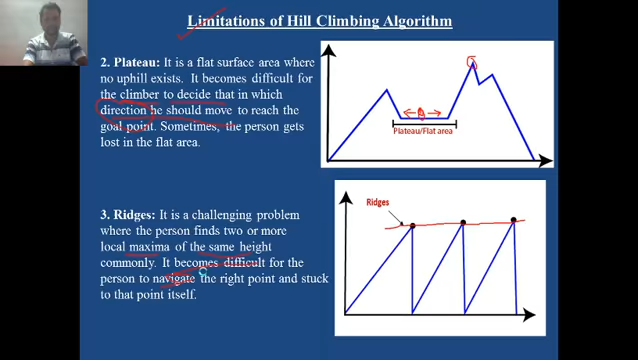 Limitations of Hill Climbing Algorithm
2. Plateau: It is a flat surface area where
no uphill exists. It becomes difficult for
the climber to decide that in which
direction he should move to reach the
goal point. Sometimes, the person gets
lost in the flat area.
Plateau/Flat area
3. Ridges: It is a challenging problem
where the person finds two or more
local maxima of the same height
commonly. It becomes difficult for the
person to navigate the right point and stuck
to that point itself.
Ridges